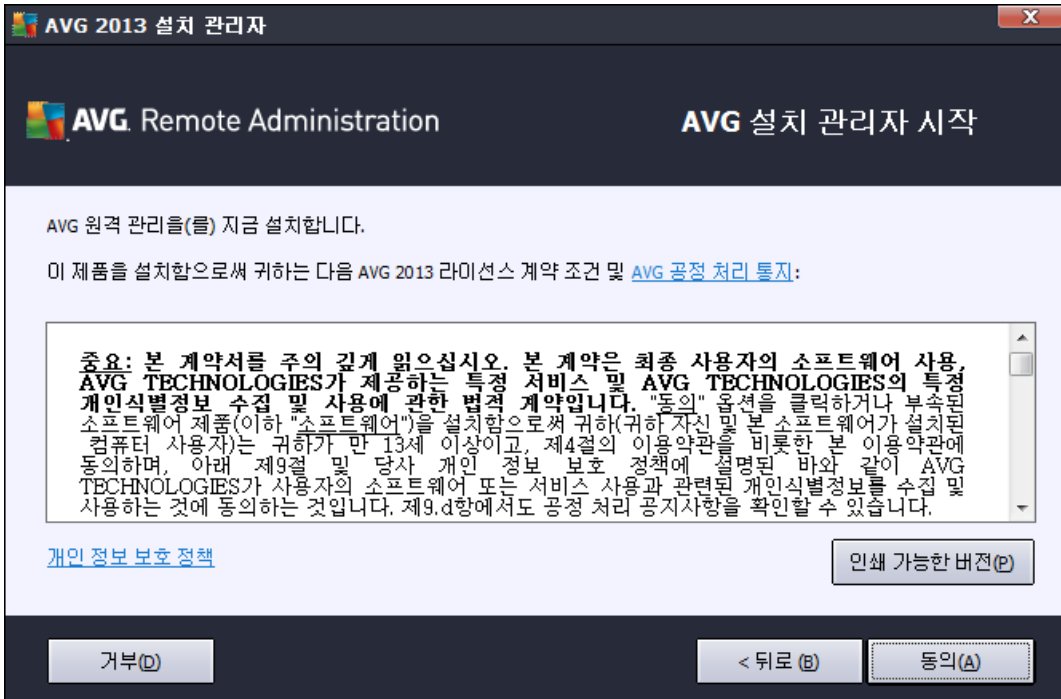 AVG 2013 설치 관리자
AVG. Remote Administration
AVG 설치 관리자 시작
AVG 원격 관리을(를) 지금 설치합니다.
이 제품을 설치함으로써 귀하는 다음 AVG 2013 라이선스 계약 조건 및 AVG 공정 처리 통지:
중요: 본 계약서를 주의 깊게 읽으십시오. 본 계약은 최종 사용자의 소프트웨어 사용,
AVG TECHNOLOGIES가 제공하는 특정 서비스 및 AVG TECHNOLOGIES의 특정
개인식별정보 수집 및 사용에 관한 법적 계약입니다. "동의" 옵션을 클릭하거나 부속된
소프트웨어 제품(이하 "소프트웨어")을 설치함으로써 귀하(귀하 자신 및 본 소프트웨어가 설치된
컴퓨터 사용자)는 귀하가 만 13세 이상이고, 제4절의 이용약관을 비롯한 본 이용약관에
동의하며, 아래 제9절 및 당사 개인 정보 보호 정책에 설명된 바와 같이 AVG
TECHNOLOGIES가 사용자의 소프트웨어 또는 서비스 사용과 관련된 개인식별정보를 수집 및
사용하는 것에 동의하는 것입니다. 제9.d항에서도 공정 처리 공지사항을 확인할 수 있습니다.
개인 정보 보호 정책
인쇄 가능한 버전(P)
거부(D)
< 뒤로 (B)
동의(A)